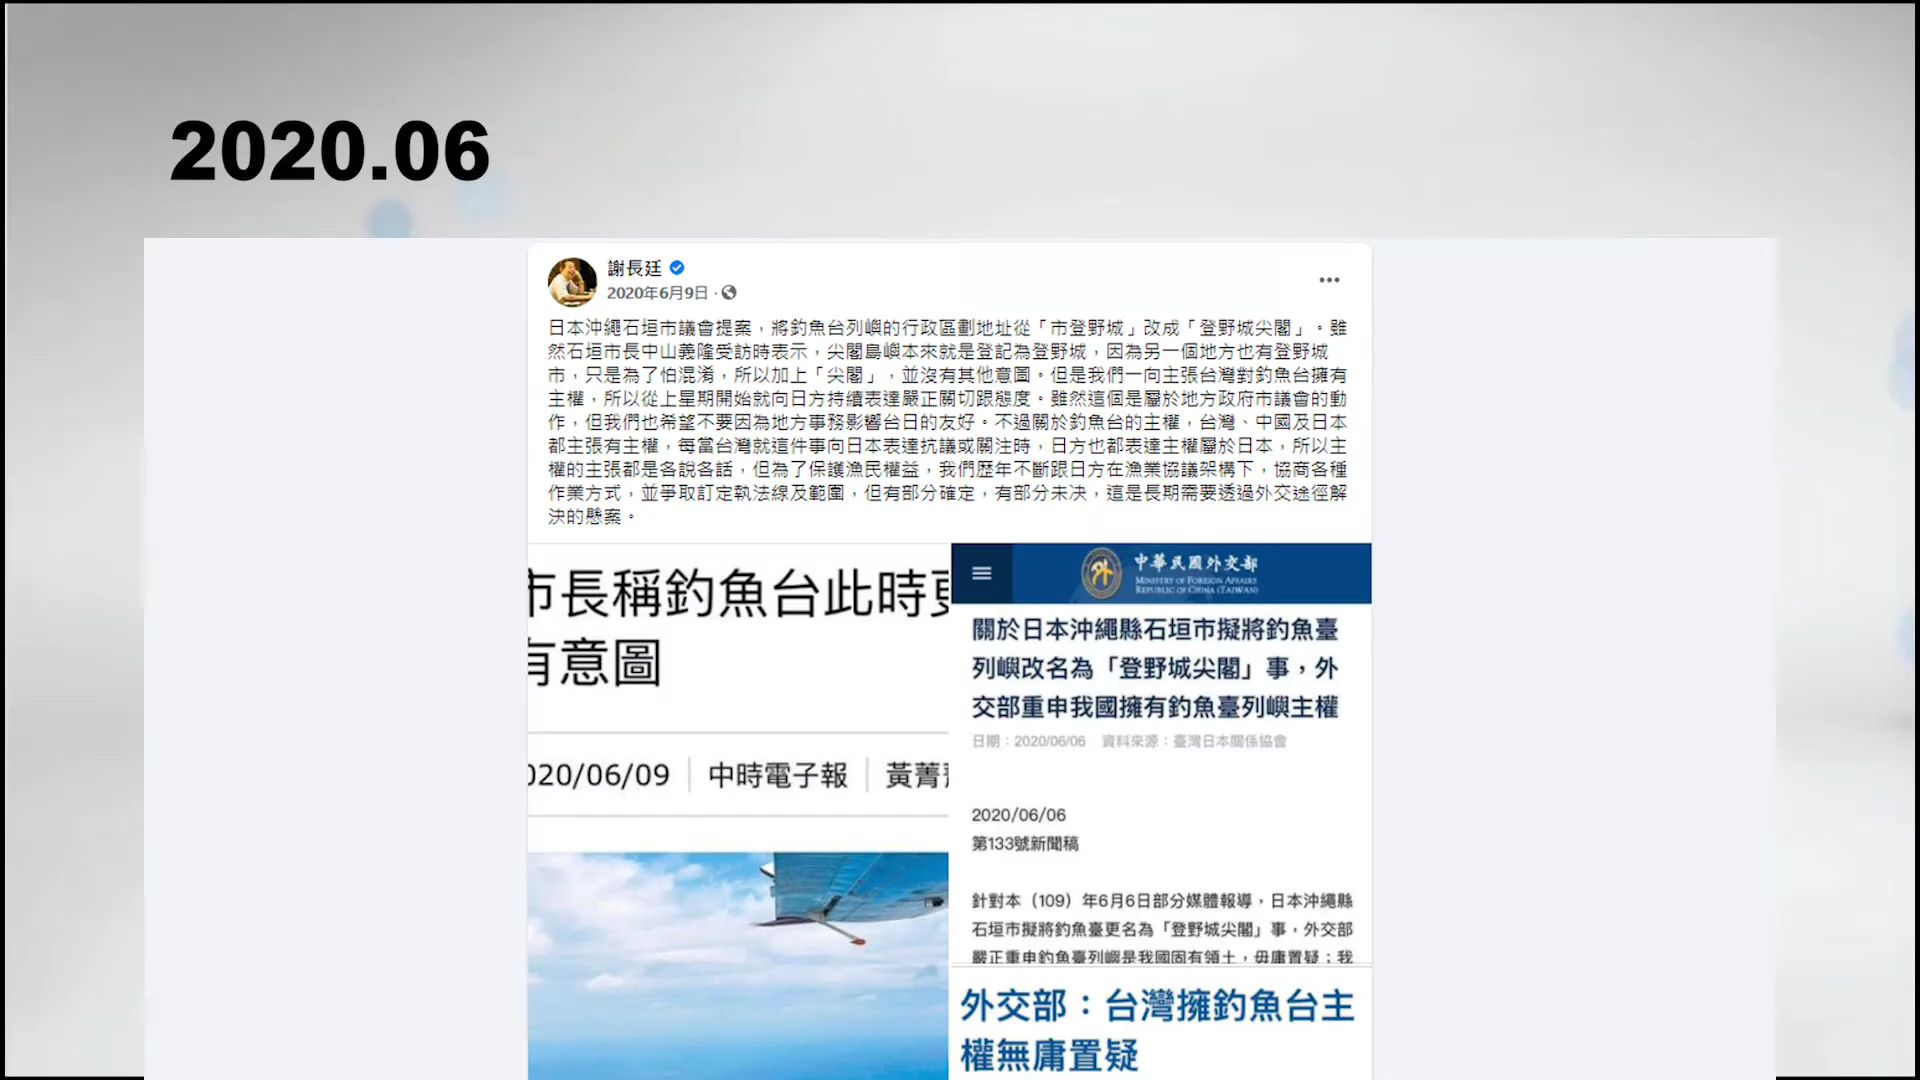 2020.06
謝長廷
2020年6月9日 ·
日本沖繩石垣市議會提案，將釣魚台列嶼的行政區劃地址從「市登野城」改成「登野城尖閣」。雖
然石垣市長中山義隆受訪時表示，尖閣島嶼本來就是登記為登野城，因為另一個地方也有登野城
市，只是為了怕混淆，所以加上「尖閣」，並沒有其他意圖。但是我們一向主張台灣對釣魚台擁有
主權，所以從上星期開始就向日方持續表達嚴正關切跟態度。雖然這個是屬於地方政府市議會的動
作，但我們也希望不要因為地方事務影響台日的友好。不過關於釣魚台的主權，台灣、中國及日本
都主張有主權，每當台灣就這件事向日本表達抗議或關注時，日方也都表達主權屬於日本，所以主
權的主張都是各說各話，但為了保護漁民權益，我們歷年不斷跟日方在漁業協議架構下，協商各種
作業方式，並爭取訂定執法線及範圍，但有部分確定，有部分未決，這是長期需要透過外交途徑解
決的懸案。
市長稱釣魚台此時更
有意圖
020/06/09 中時電子報 黃菁
中華民國外交部
MINISTRY OF FOREIGN AFFAIRS
REPUBLIC OF CHINA (TAIWAN)
關於日本沖繩縣石垣市擬將釣魚臺
列嶼改名為「登野城尖閣」事，外
交部重申我國擁有釣魚臺列嶼主權
日期：2020/06/06 資料來源：臺灣日本關係協會
2020/06/06
第133號新聞稿
針對本（109）年6月6日部分媒體報導，日本沖繩縣
石垣市擬將釣魚臺更名為「登野城尖閣」事，外交部
嚴正重申釣魚臺列嶼是我國固有領土，毋庸置疑；我
外交部：台灣擁釣魚台主
權無庸置疑